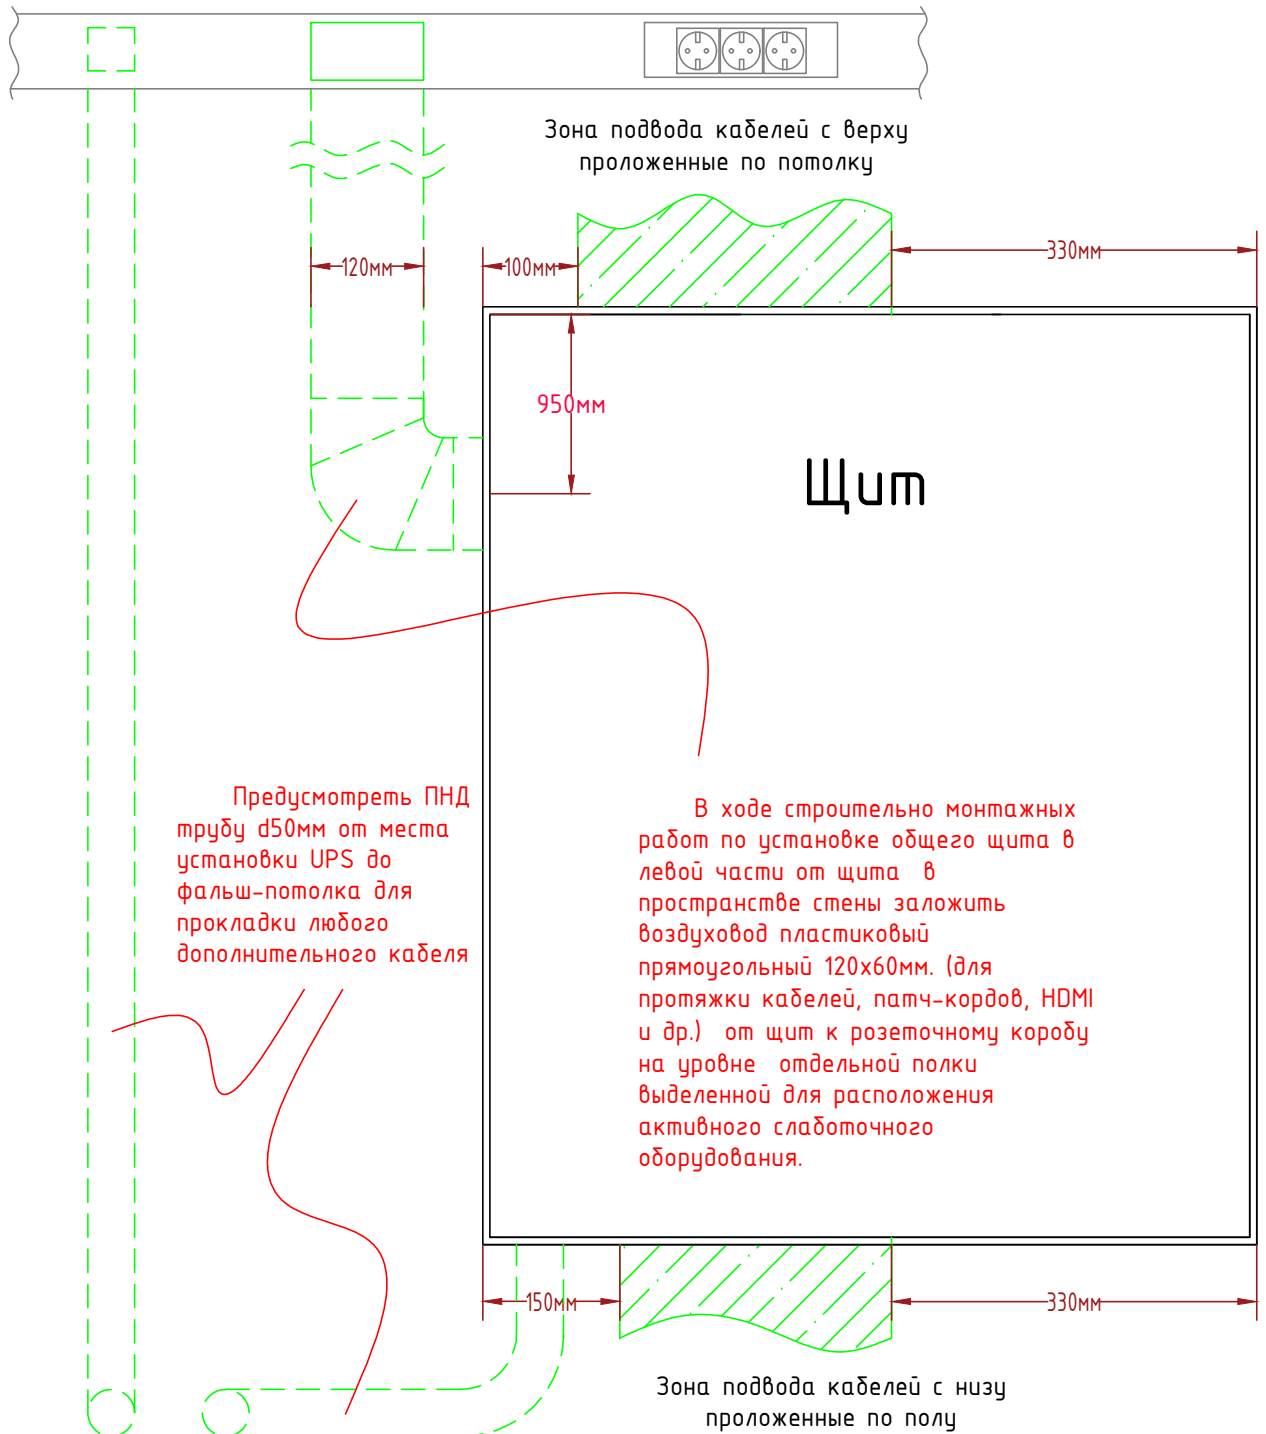 Зона подвода кабелей с верху
проложенные по потолку
120мм
100мм
330мм
950мм
Щит
Предусмотреть ПНД
трубу d50мм от места
установки UPS до
фальш-потолка для
прокладки любого
дополнительного кабеля
В ходе строительно монтажных
работ по установке общего щита в
левой части от щита в
пространстве стены заложить
воздуховод пластиковый
прямоугольный 120х60мм. (для
протяжки кабелей, патч-кордов, HDMI
и др.) от щит к розеточному коробу
на уровне отдельной полки
выделенной для расположения
активного слаботочного
оборудования.
150мм
330мм
Зона подвода кабелей с низу
проложенные по полу